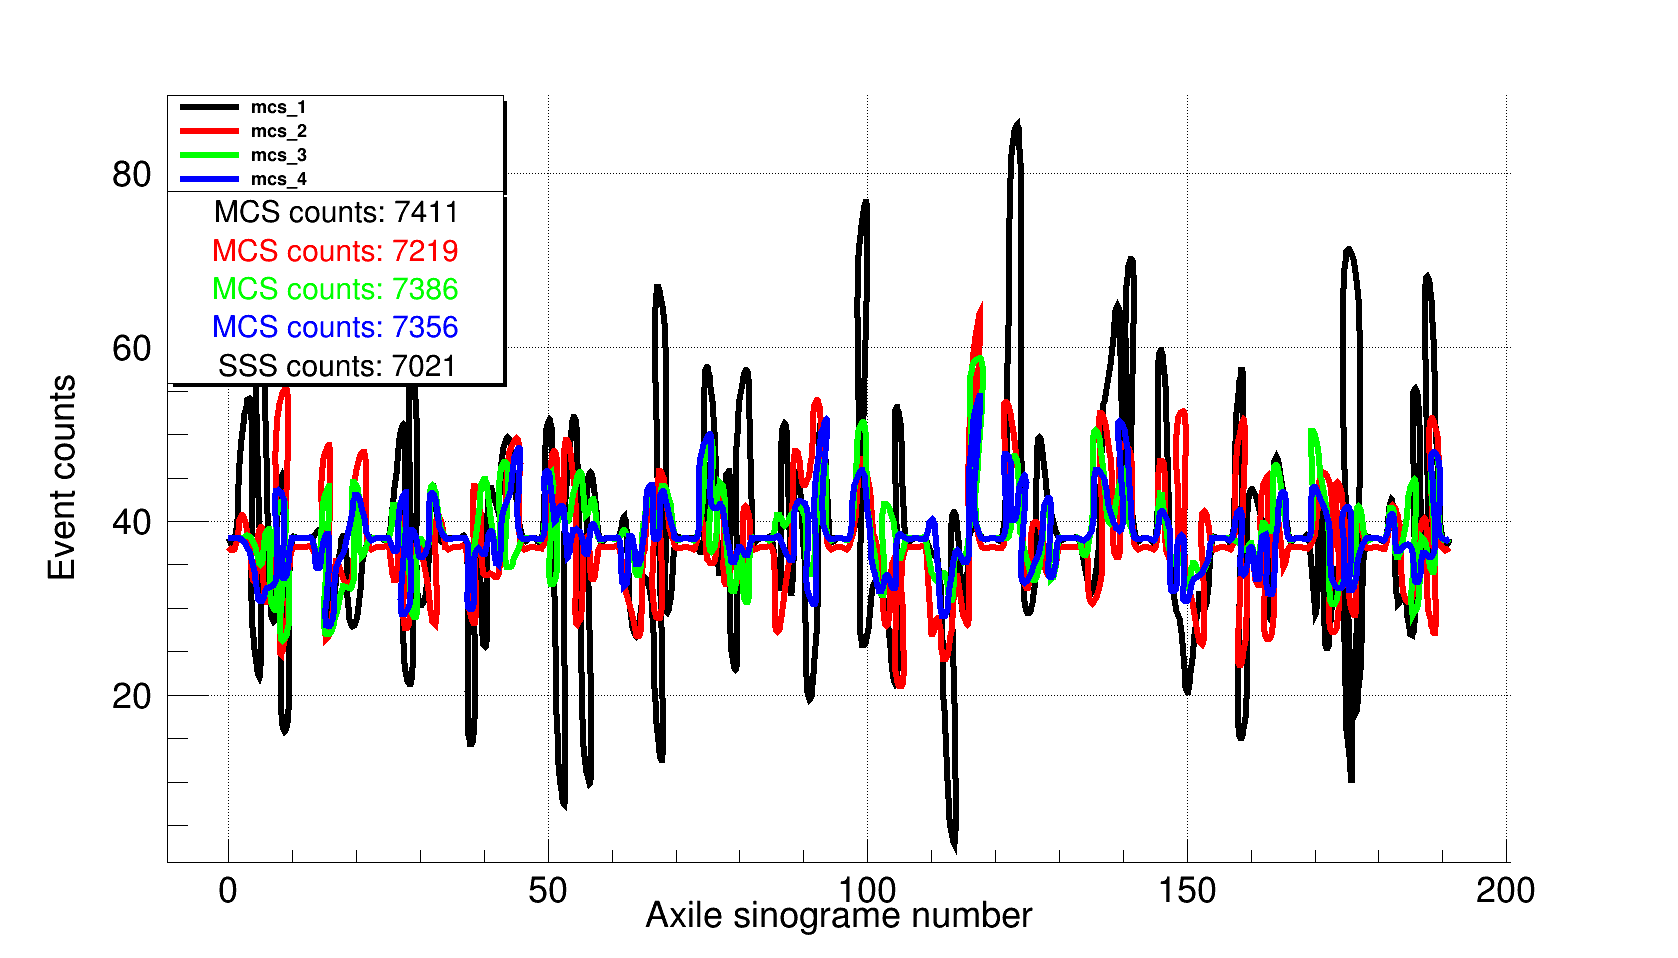 mcs_1
mcs_2
mcs_3
mcs_4
MCS counts: 7411
MCS counts: 7219
MCS counts: 7386
MCS counts: 7356
SSS counts: 7021
80
60
40
20
Event counts
0 50 100 150 200
Axile sinograme number